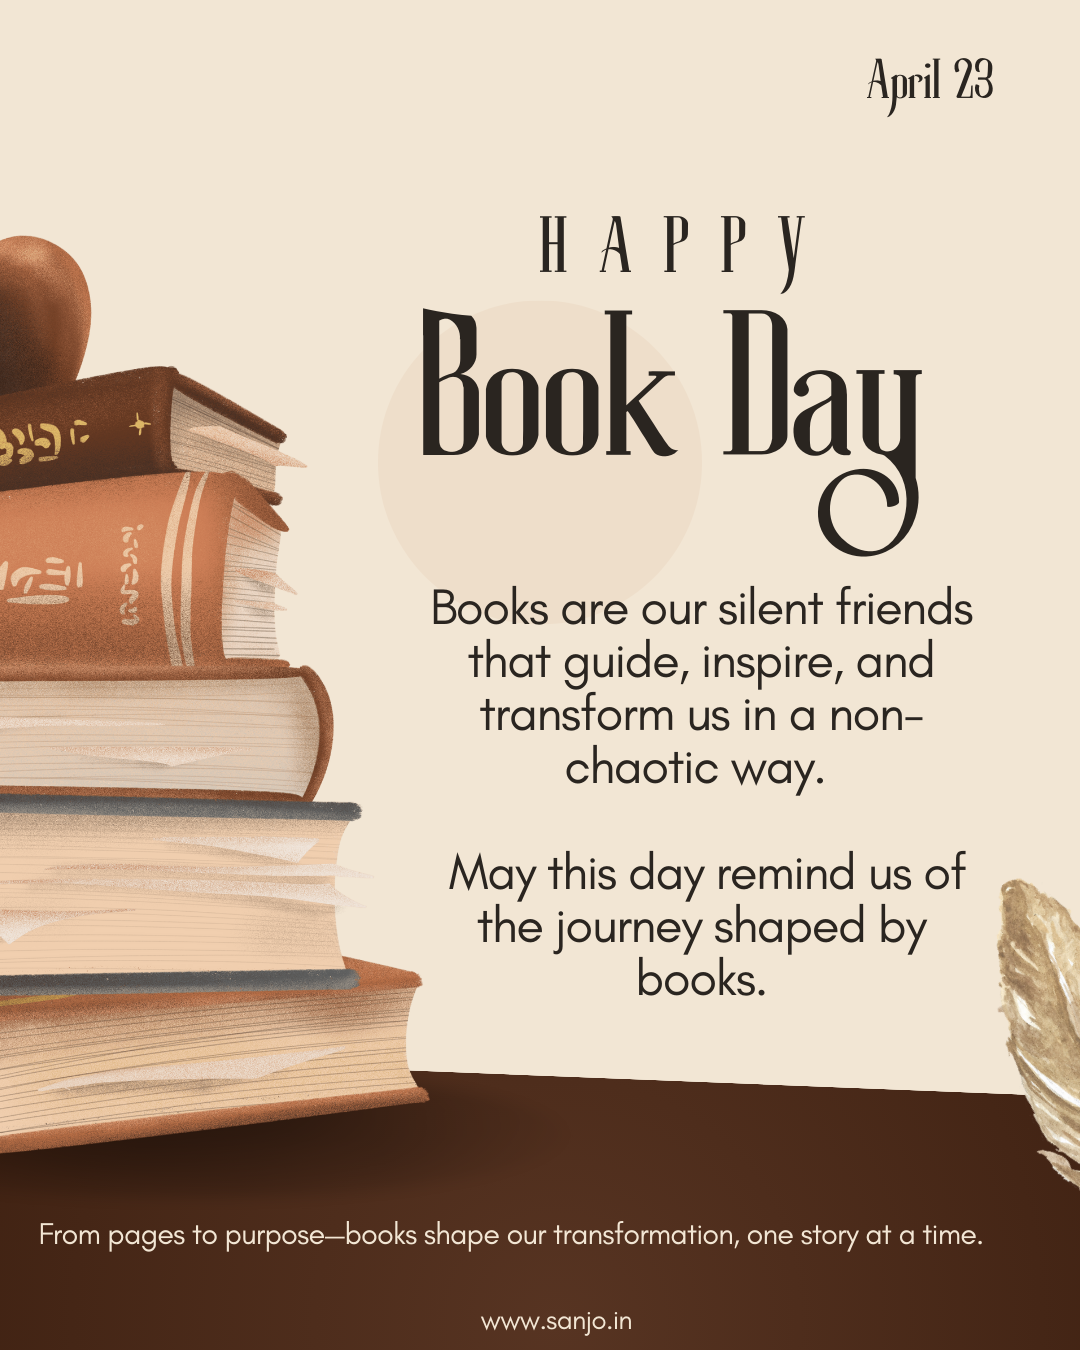 April 23
HAPPY
Book Day
Books are our silent friends
that guide, inspire, and
transform us in a non-
chaotic way.
May this day remind us of
the journey shaped by
books.
From pages to purpose—books shape our transformation, one story at a time.
www.sanjo.in